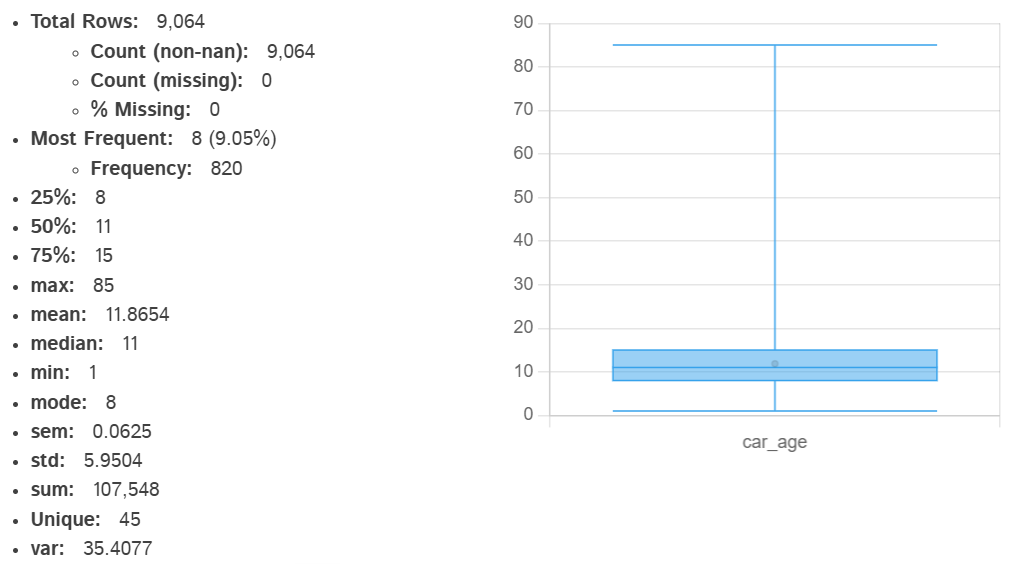 Total Rows: 9,064
Count (non-nan): 9,064
Count (missing): 0
% Missing: 0
Most Frequent: 8 (9.05%)
Frequency: 820
25%: 8
50%: 11
75%: 15
max: 85
mean: 11.8654
median: 11
min: 1
mode: 8
sem: 0.0625
std: 5.9504
sum: 107,548
Unique: 45
var: 35.4077
90
80
70
60
50
40
30
20
10
0
car_age